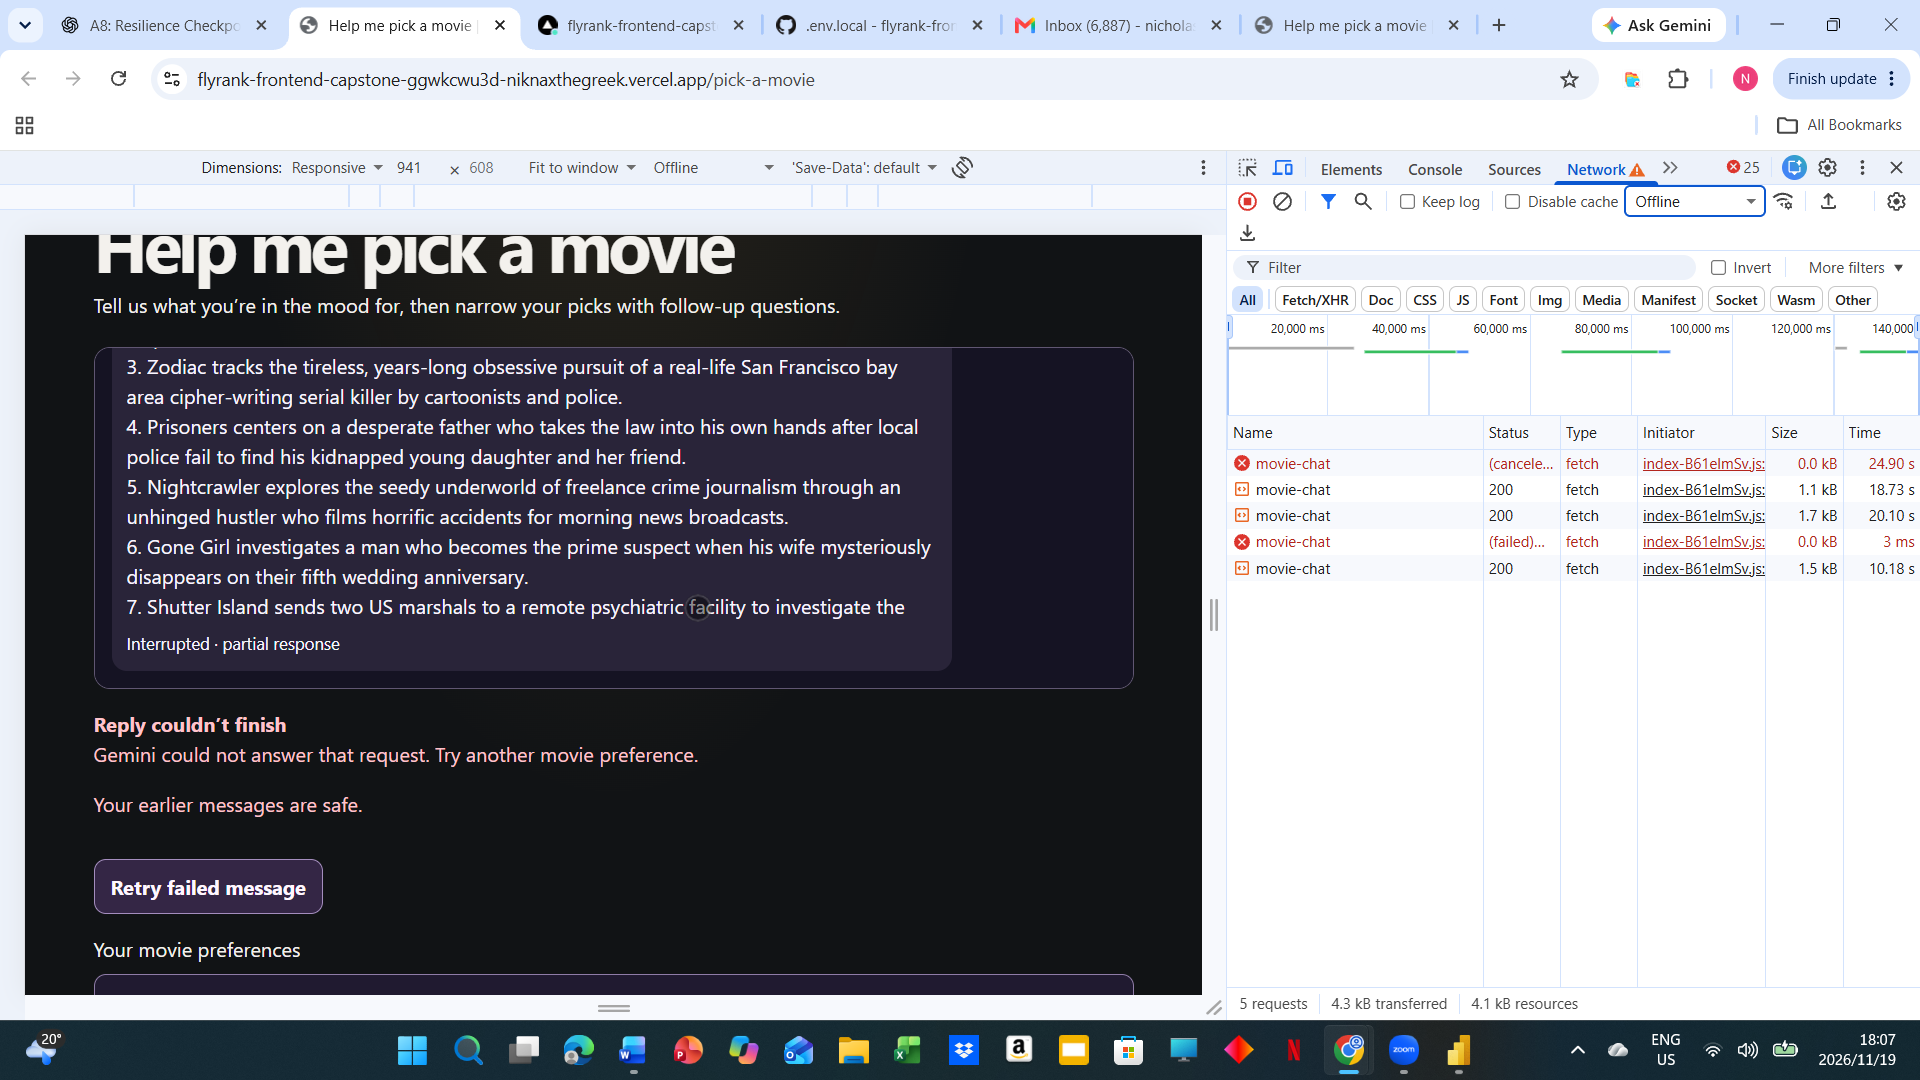 A8: Resilience Checkpo
Help me pick a movie
flyrank-frontend-capst
.env.local - flyrank-fron
Inbox (6,887) - nichola
Help me pick a movie
Ask Gemini
flyrank-frontend-capstone-ggwkcwu3d-niknaxthegreek.vercel.app/pick-a-movie
N
Finish update
All Bookmarks
Dimensions: Responsive 941 × 608 Fit to window Offline 'Save-Data': default
Elements Console Sources Network 25
Keep log Disable cache Offline
Filter Invert More filters
All Fetch/XHR Doc CSS JS Font Img Media Manifest Socket Wasm Other
20,000 ms 40,000 ms 60,000 ms 80,000 ms 100,000 ms 120,000 ms 140,000
Name Status Type Initiator Size Time
movie-chat (cancele... fetch index-B61elmSv.js: 0.0 kB 24.90 s
movie-chat 200 fetch index-B61elmSv.js: 1.1 kB 18.73 s
movie-chat 200 fetch index-B61elmSv.js: 1.7 kB 20.10 s
movie-chat (failed)... fetch index-B61elmSv.js: 0.0 kB 3 ms
movie-chat 200 fetch index-B61elmSv.js: 1.5 kB 10.18 s
5 requests 4.3 kB transferred 4.1 kB resources
Help me pick a movie
Tell us what you’re in the mood for, then narrow your picks with follow-up questions.
3. Zodiac tracks the tireless, years-long obsessive pursuit of a real-life San Francisco bay
area cipher-writing serial killer by cartoonists and police.
4. Prisoners centers on a desperate father who takes the law into his own hands after local
police fail to find his kidnapped young daughter and her friend.
5. Nightcrawler explores the seedy underworld of freelance crime journalism through an
unhinged hustler who films horrific accidents for morning news broadcasts.
6. Gone Girl investigates a man who becomes the prime suspect when his wife mysteriously
disappears on their fifth wedding anniversary.
7. Shutter Island sends two US marshals to a remote psychiatric facility to investigate the
Interrupted · partial response
Reply couldn’t finish
Gemini could not answer that request. Try another movie preference.
Your earlier messages are safe.
Retry failed message
Your movie preferences
20°
zoom
ENG
US
18:07
2026/11/19